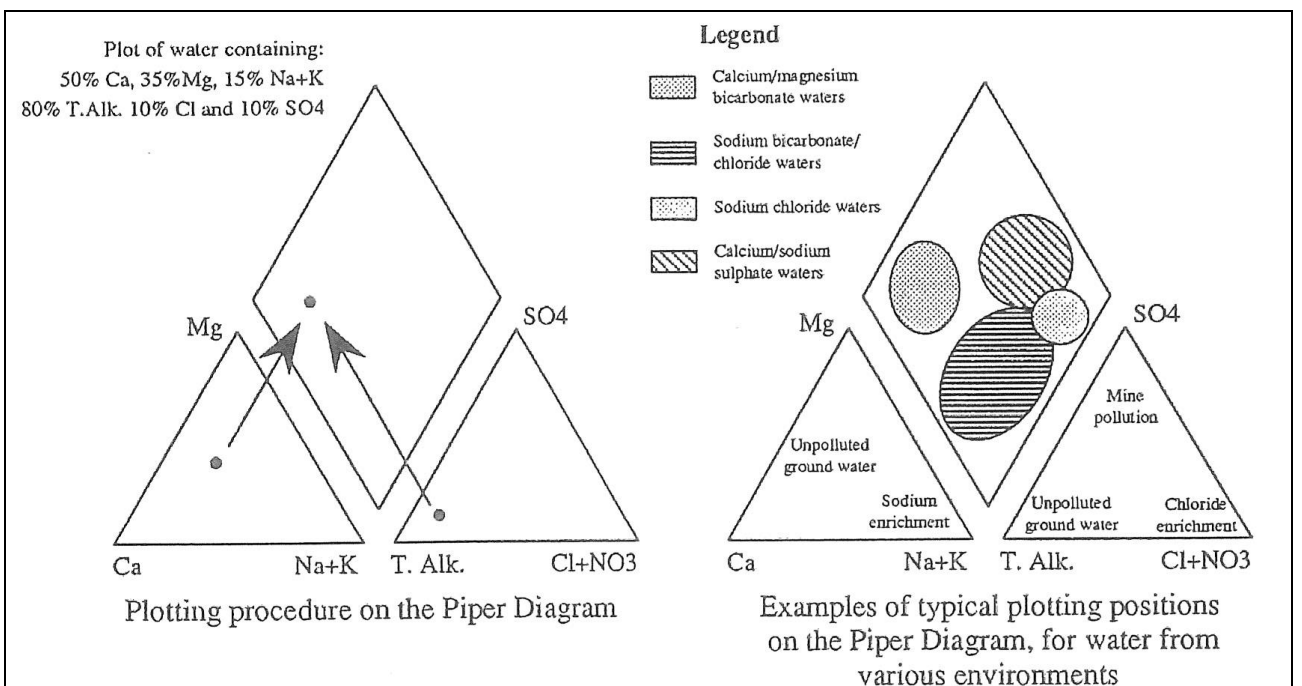 Plot of water containing:
50% Ca, 35%Mg, 15% Na+K
80% T.Alk. 10% Cl and 10% SO4
Mg
SO4
Ca
Na+K
T. Alk.
Cl+NO3
Plotting procedure on the Piper Diagram
Legend
Calcium/magnesium
bicarbonate waters
Sodium bicarbonate/
chloride waters
Sodium chloride waters
Calcium/sodium
sulphate waters
Mg
SO4
Mine
pollution
Unpolluted
ground water
Sodium
enrichment
Unpolluted
ground water
Chloride
enrichment
Ca
Na+K
T. Alk.
Cl+NO3
Examples of typical plotting positions
on the Piper Diagram, for water from
various environments